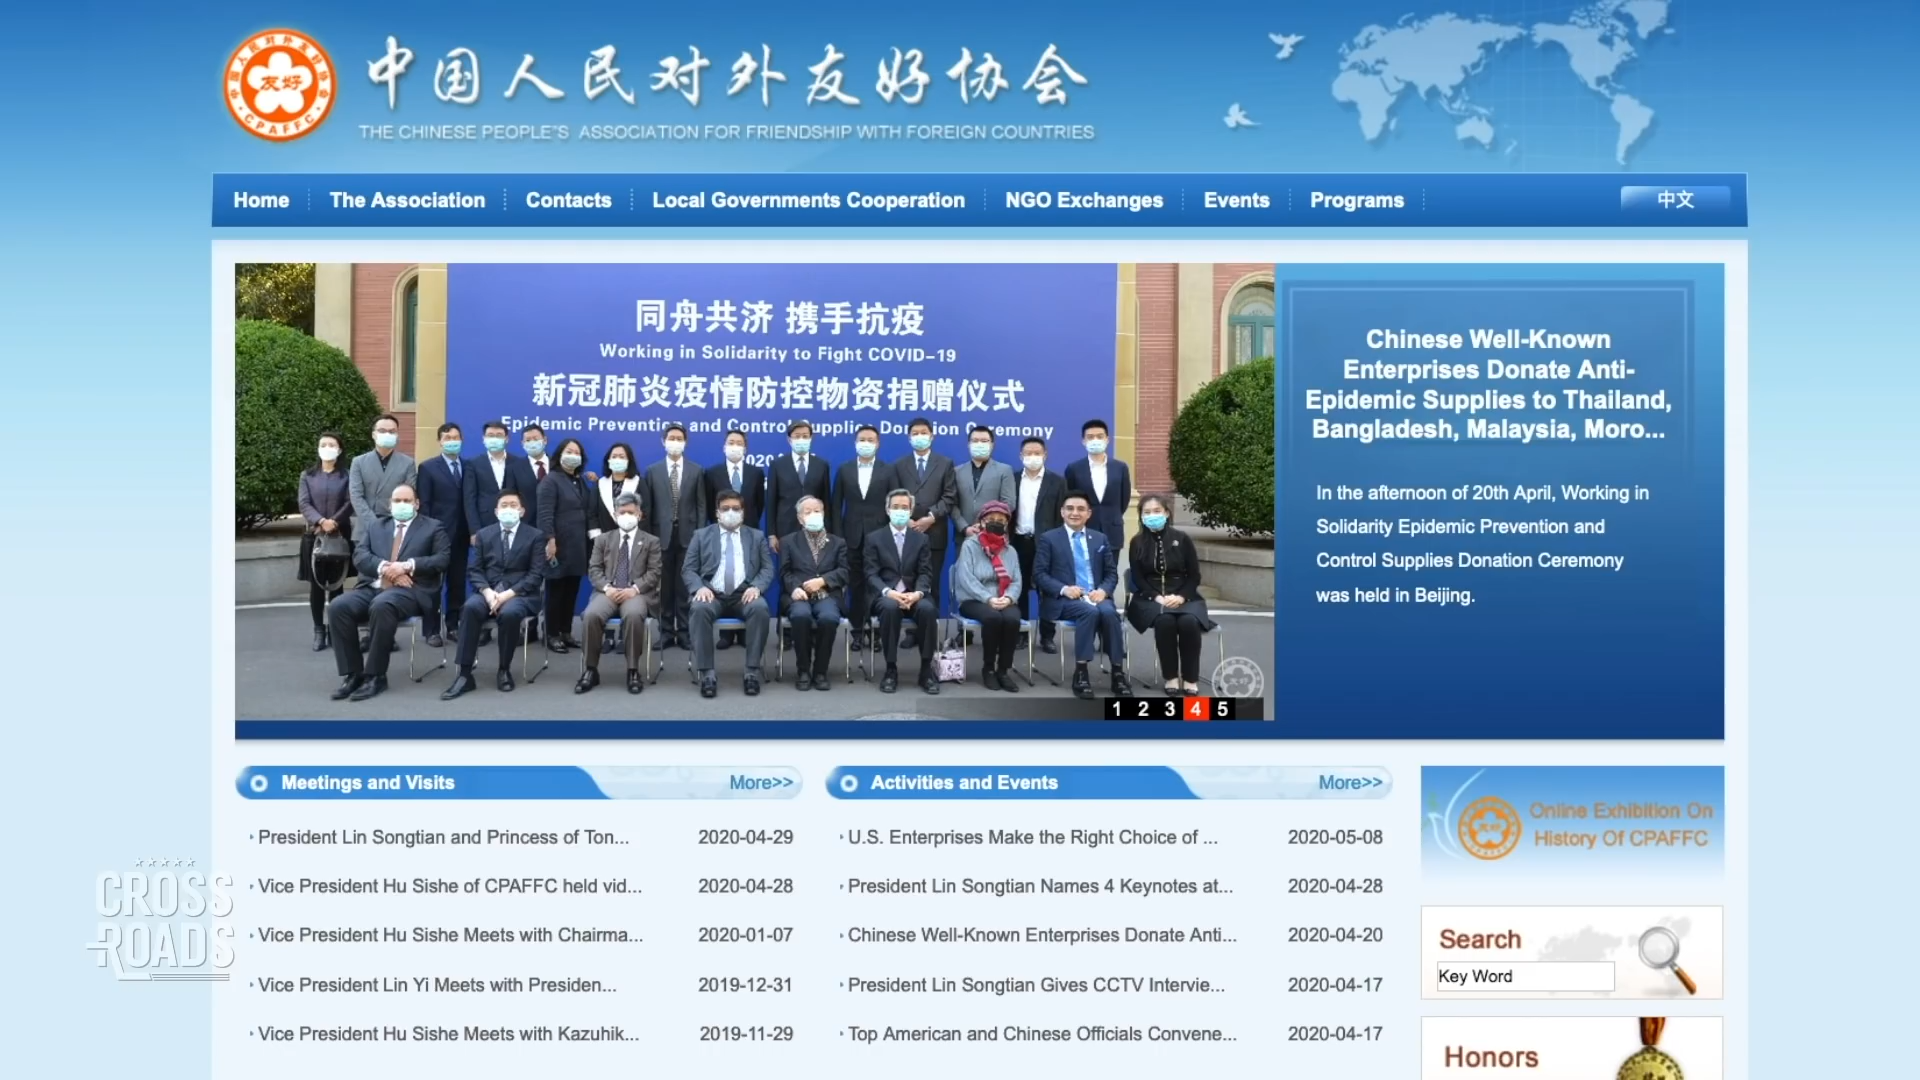 中国人民对外友好协会
友好
CPAFFC
THE CHINESE PEOPLE"S ASSOCIATION FOR FRIENDSHIP WITH FOREIGN COUNTRIES
Home
The Association
Contacts
Local Governments Cooperation
NGO Exchanges
Events
Programs
中文
同舟共济 携手抗疫
Working in Solidarity to Fight COVID-19
新冠肺炎疫情防控物资捐赠仪式
Epidemic Prevention and Control Supplies Donation Ceremony
1 2 3 4 5
Chinese Well-Known
Enterprises Donate Anti-
Epidemic Supplies to Thailand,
Bangladesh, Malaysia, Moro...
In the afternoon of 20th April, Working in
Solidarity Epidemic Prevention and
Control Supplies Donation Ceremony
was held in Beijing.
Meetings and Visits More>>
President Lin Songtian and Princess of Ton... 2020-04-29
Vice President Hu Sishe of CPAFFC held vid... 2020-04-28
Vice President Hu Sishe Meets with Chairma... 2020-01-07
Vice President Lin Yi Meets with Presiden... 2019-12-31
Vice President Hu Sishe Meets with Kazuhik... 2019-11-29
Activities and Events More>>
U.S. Enterprises Make the Right Choice of ... 2020-05-08
President Lin Songtian Names 4 Keynotes at... 2020-04-28
Chinese Well-Known Enterprises Donate Anti... 2020-04-20
President Lin Songtian Gives CCTV Intervie... 2020-04-17
Top American and Chinese Officials Convene... 2020-04-17
Online Exhibition On
History Of CPAFFC
Search
Key Word
Honors
CROSS
ROADS